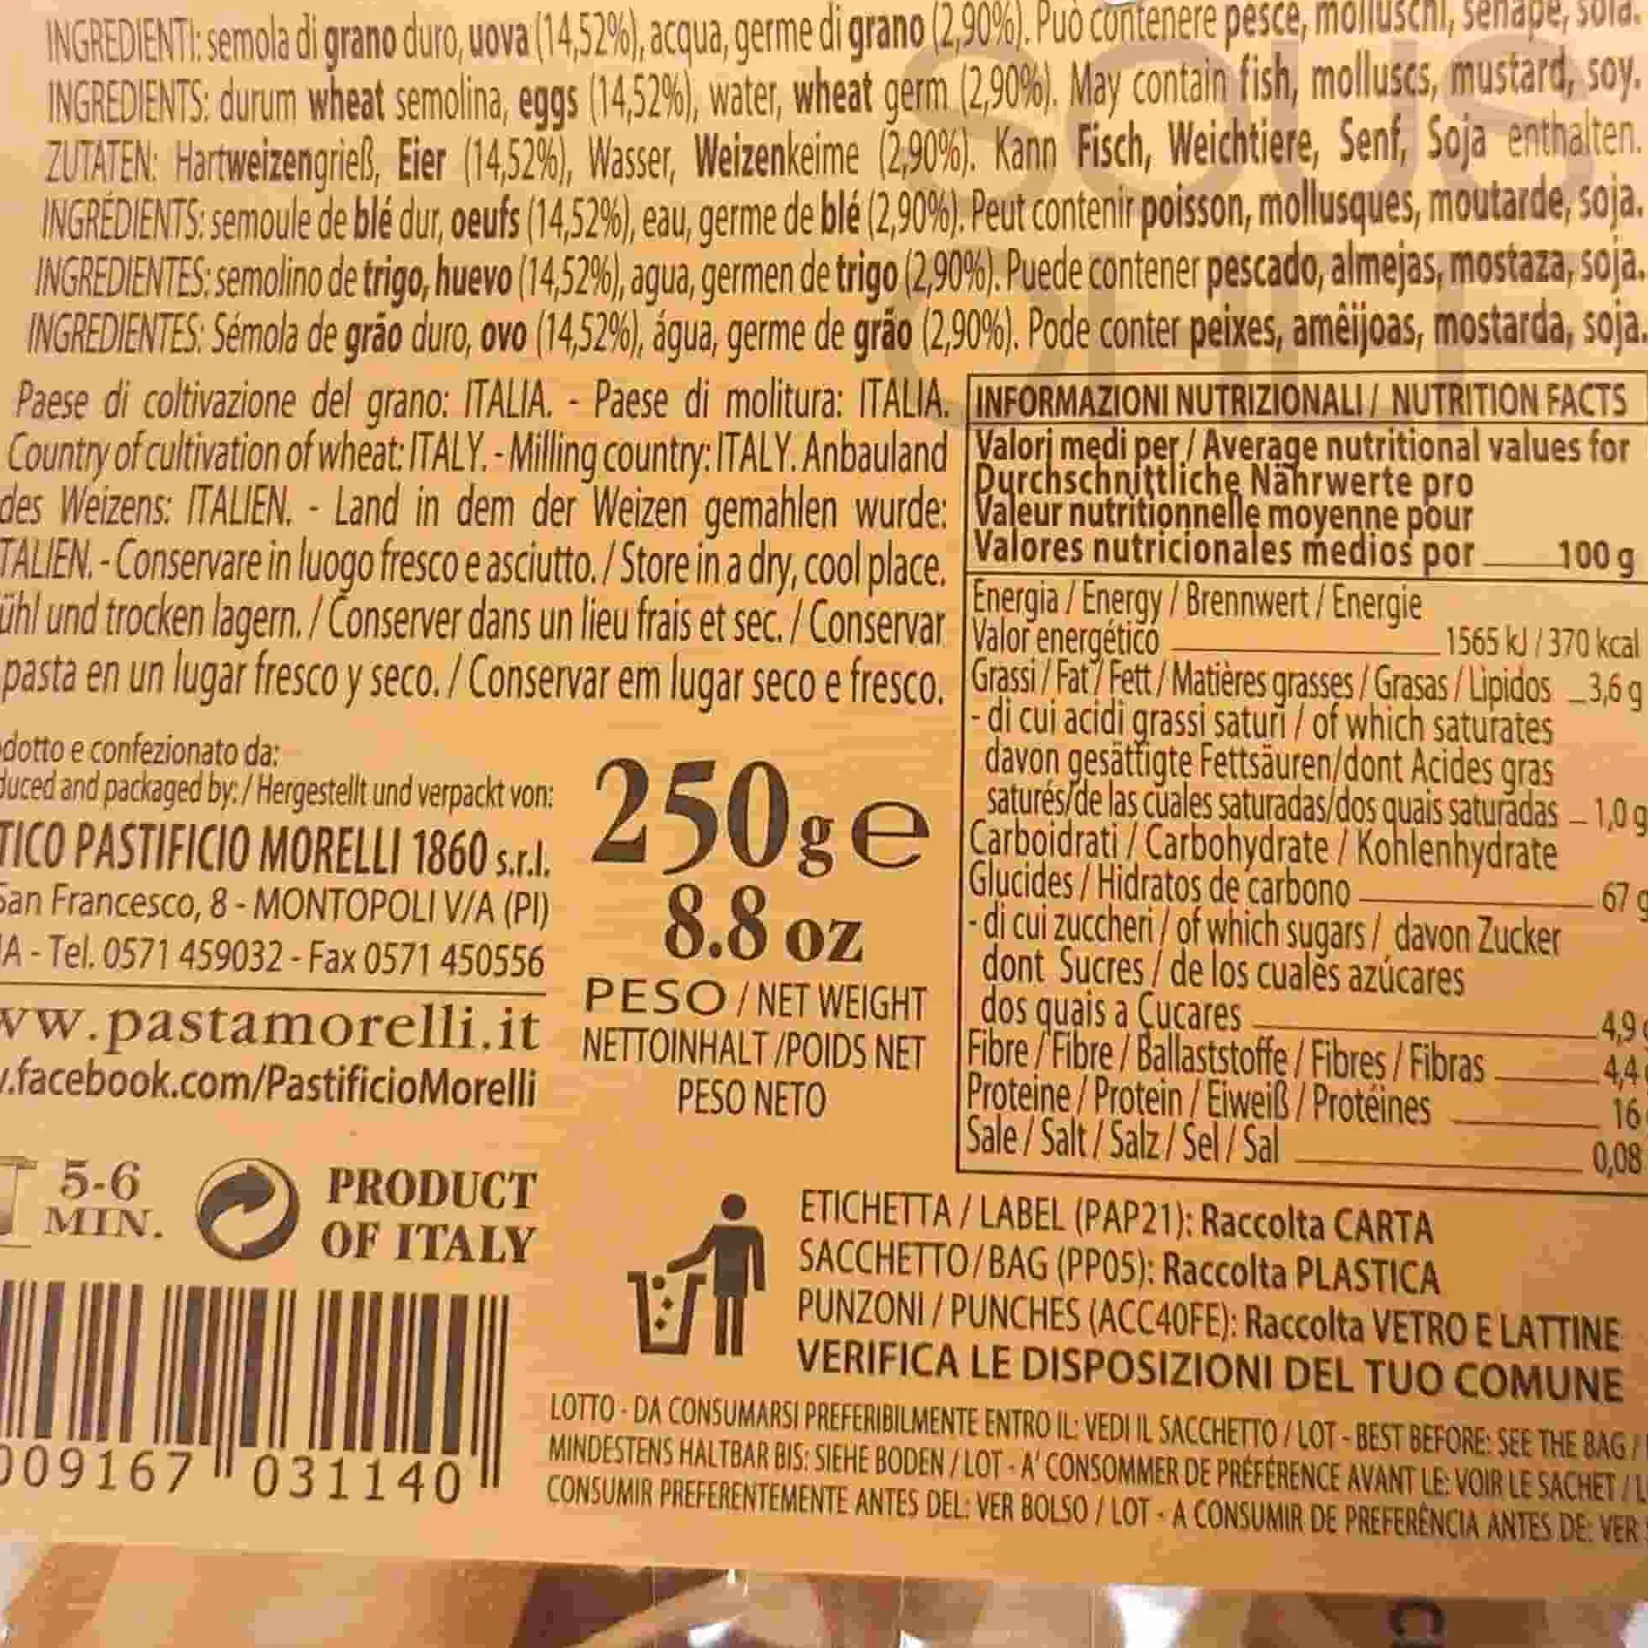 INGREDIENTI: semola di grano duro, uova (14,52%), acqua, germe di grano (2,90%). Può contenere pesce, molluschi, senape, soia.
INGREDIENTS: durum wheat semolina, eggs (14,52%), water, wheat germ (2,90%). May contain fish, molluscs, mustard, soy.
ZUTATEN: Hartweizengrieß, Eier (14,52%), Wasser, Weizenkeime (2,90%). Kann Fisch, Weichtiere, Senf, Soja enthalten.
INGRÉDIENTS: semoule de blé dur, oeufs (14,52%), eau, germe de blé (2,90%). Peut contenir poisson, mollusques, moutarde, soja.
INGREDIENTES: semolino de trigo, huevo (14,52%), agua, germen de trigo (2,90%). Puede contener pescado, almejas, mostaza, soja.
INGREDIENTES: Sémola de grão duro, ovo (14,52%), água, germe de grão (2,90%). Pode conter peixes, amêijoas, mostarda, soja.
Paese di coltivazione del grano: ITALIA. - Paese di molitura: ITALIA.
Country of cultivation of wheat: ITALY. - Milling country: ITALY. Anbauland
des Weizens: ITALIEN. - Land in dem der Weizen gemahlen wurde:
TALIEN. - Conservare in luogo fresco e asciutto. / Store in a dry, cool place.
ühl und trocken lagern. / Conserver dans un lieu frais et sec. / Conservar
pasta en un lugar fresco y seco. / Conservar em lugar seco e fresco.
INFORMAZIONI NUTRIZIONALI / NUTRITION FACTS
Valori medi per / Average nutritional values for
Durchschnittliche Nährwerte pro
Valeur nutritionnelle moyenne pour
Valores nutricionales medios por 100 g
Energia / Energy / Brennwert / Energie
Valor energético 1565 kJ / 370 kcal
Grassi / Fat / Fett / Matières grasses / Grasas / Lipidos 3,6 g
- di cui acidi grassi saturi / of which saturates
davon gesättigte Fettsäuren/dont Acides gras
saturés/de las cuales saturadas/dos quais saturadas 1,0 g
Carboidrati / Carbohydrate / Kohlenhydrate
Glucides / Hidratos de carbono 67 g
- di cui zuccheri / of which sugars / davon Zucker
dont Sucres / de los cuales azúcares
dos quais a Çucares 4,9
Fibre / Fibre / Ballaststoffe / Fibres / Fibras 4,4
Proteine / Protein / Eiweiß / Protéines 16
Sale / Salt / Salz / Sel / Sal 0,08
dotto e confezionato da:
duced and packaged by: / Hergestellt und verpackt von:
TICO PASTIFICIO MORELLI 1860 s.r.l.
San Francesco, 8 - MONTOPOLI V/A (PI)
IA - Tel. 0571 459032 - Fax 0571 450556
ww.pastamorelli.it
.facebook.com/PastificioMorelli
250g e
8.8 oz
PESO / NET WEIGHT
NETTOINHALT /POIDS NET
PESO NETO
5-6
MIN.
PRODUCT
OF ITALY
009167 031140
ETICHETTA / LABEL (PAP21): Raccolta CARTA
SACCHETTO/ BAG (PP05): Raccolta PLASTICA
PUNZONI / PUNCHES (ACC40FE): Raccolta VETRO E LATTINE
VERIFICA LE DISPOSIZIONI DEL TUO COMUNE
LOTTO - DA CONSUMARSI PREFERIBILMENTE ENTRO IL: VEDI IL SACCHETTO / LOT - BEST BEFORE: SEE THE BAG /
MINDESTENS HALTBAR BIS: SIEHE BODEN / LOT - A' CONSOMMER DE PRÉFÉRENCE AVANT LE: VOIR LE SACHET / L
CONSUMIR PREFERENTEMENTE ANTES DEL: VER BOLSO / LOT - A CONSUMIR DE PREFERÊNCIA ANTES DE: VER